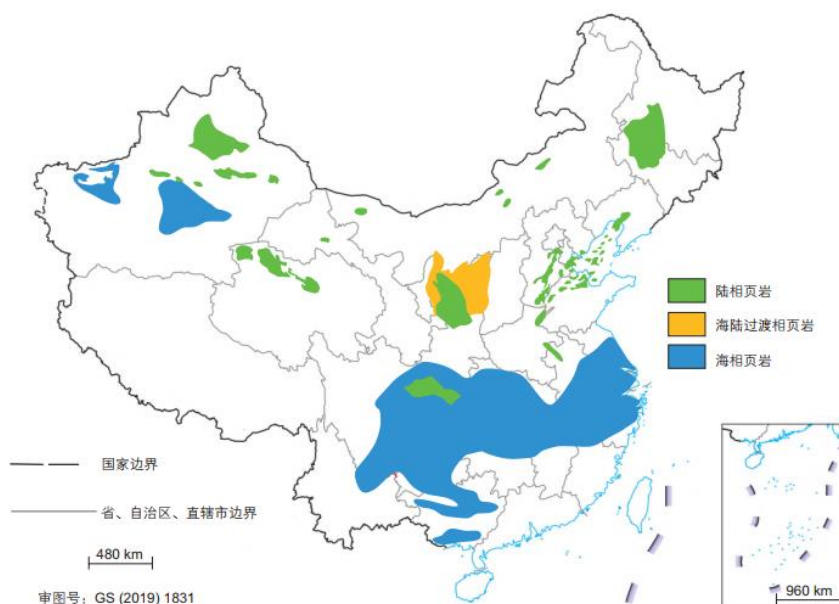 陆相页岩
海陆过渡相页岩
海相页岩
国家边界
省、自治区、直辖市边界
480 km
960 km
审图号：GS (2019) 1831